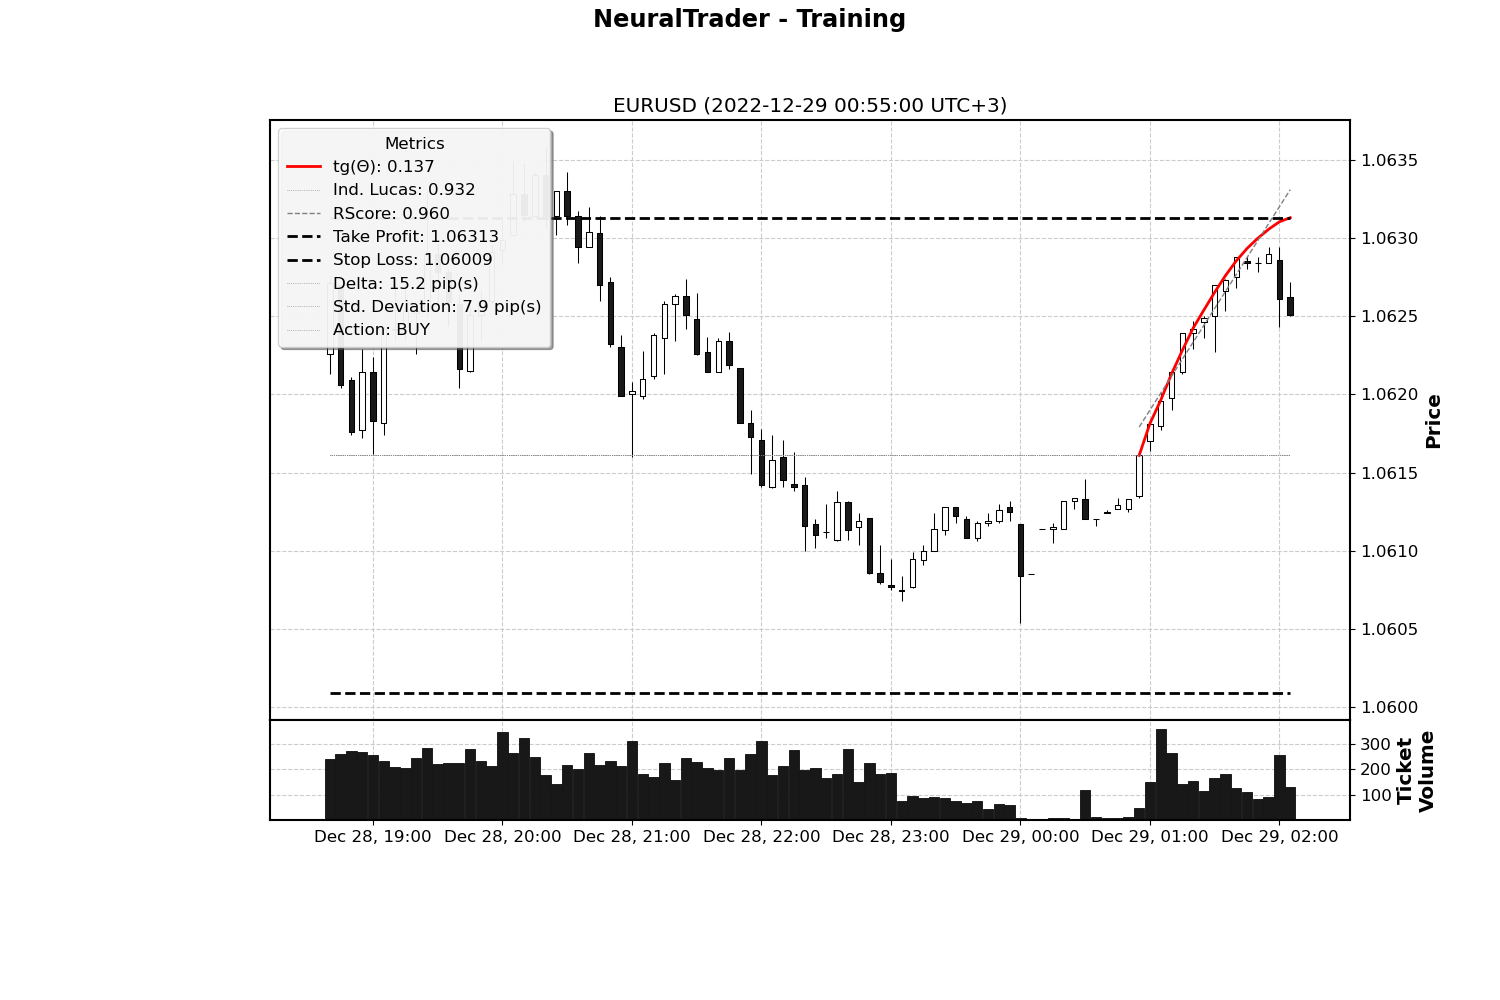 NeuralTrader - Training
EURUSD (2022-12-29 00:55:00 UTC+3)
Metrics
tg(Θ): 0.137
Ind. Lucas: 0.932
RScore: 0.960
Take Profit: 1.06313
Stop Loss: 1.06009
Delta: 15.2 pip(s)
Std. Deviation: 7.9 pip(s)
Action: BUY
1.0635
1.0630
1.0625
1.0620
1.0615
1.0610
1.0605
1.0600
Price
300
200
100
Ticket
Volume
Dec 28, 19:00
Dec 28, 20:00
Dec 28, 21:00
Dec 28, 22:00
Dec 28, 23:00
Dec 29, 00:00
Dec 29, 01:00
Dec 29, 02:00